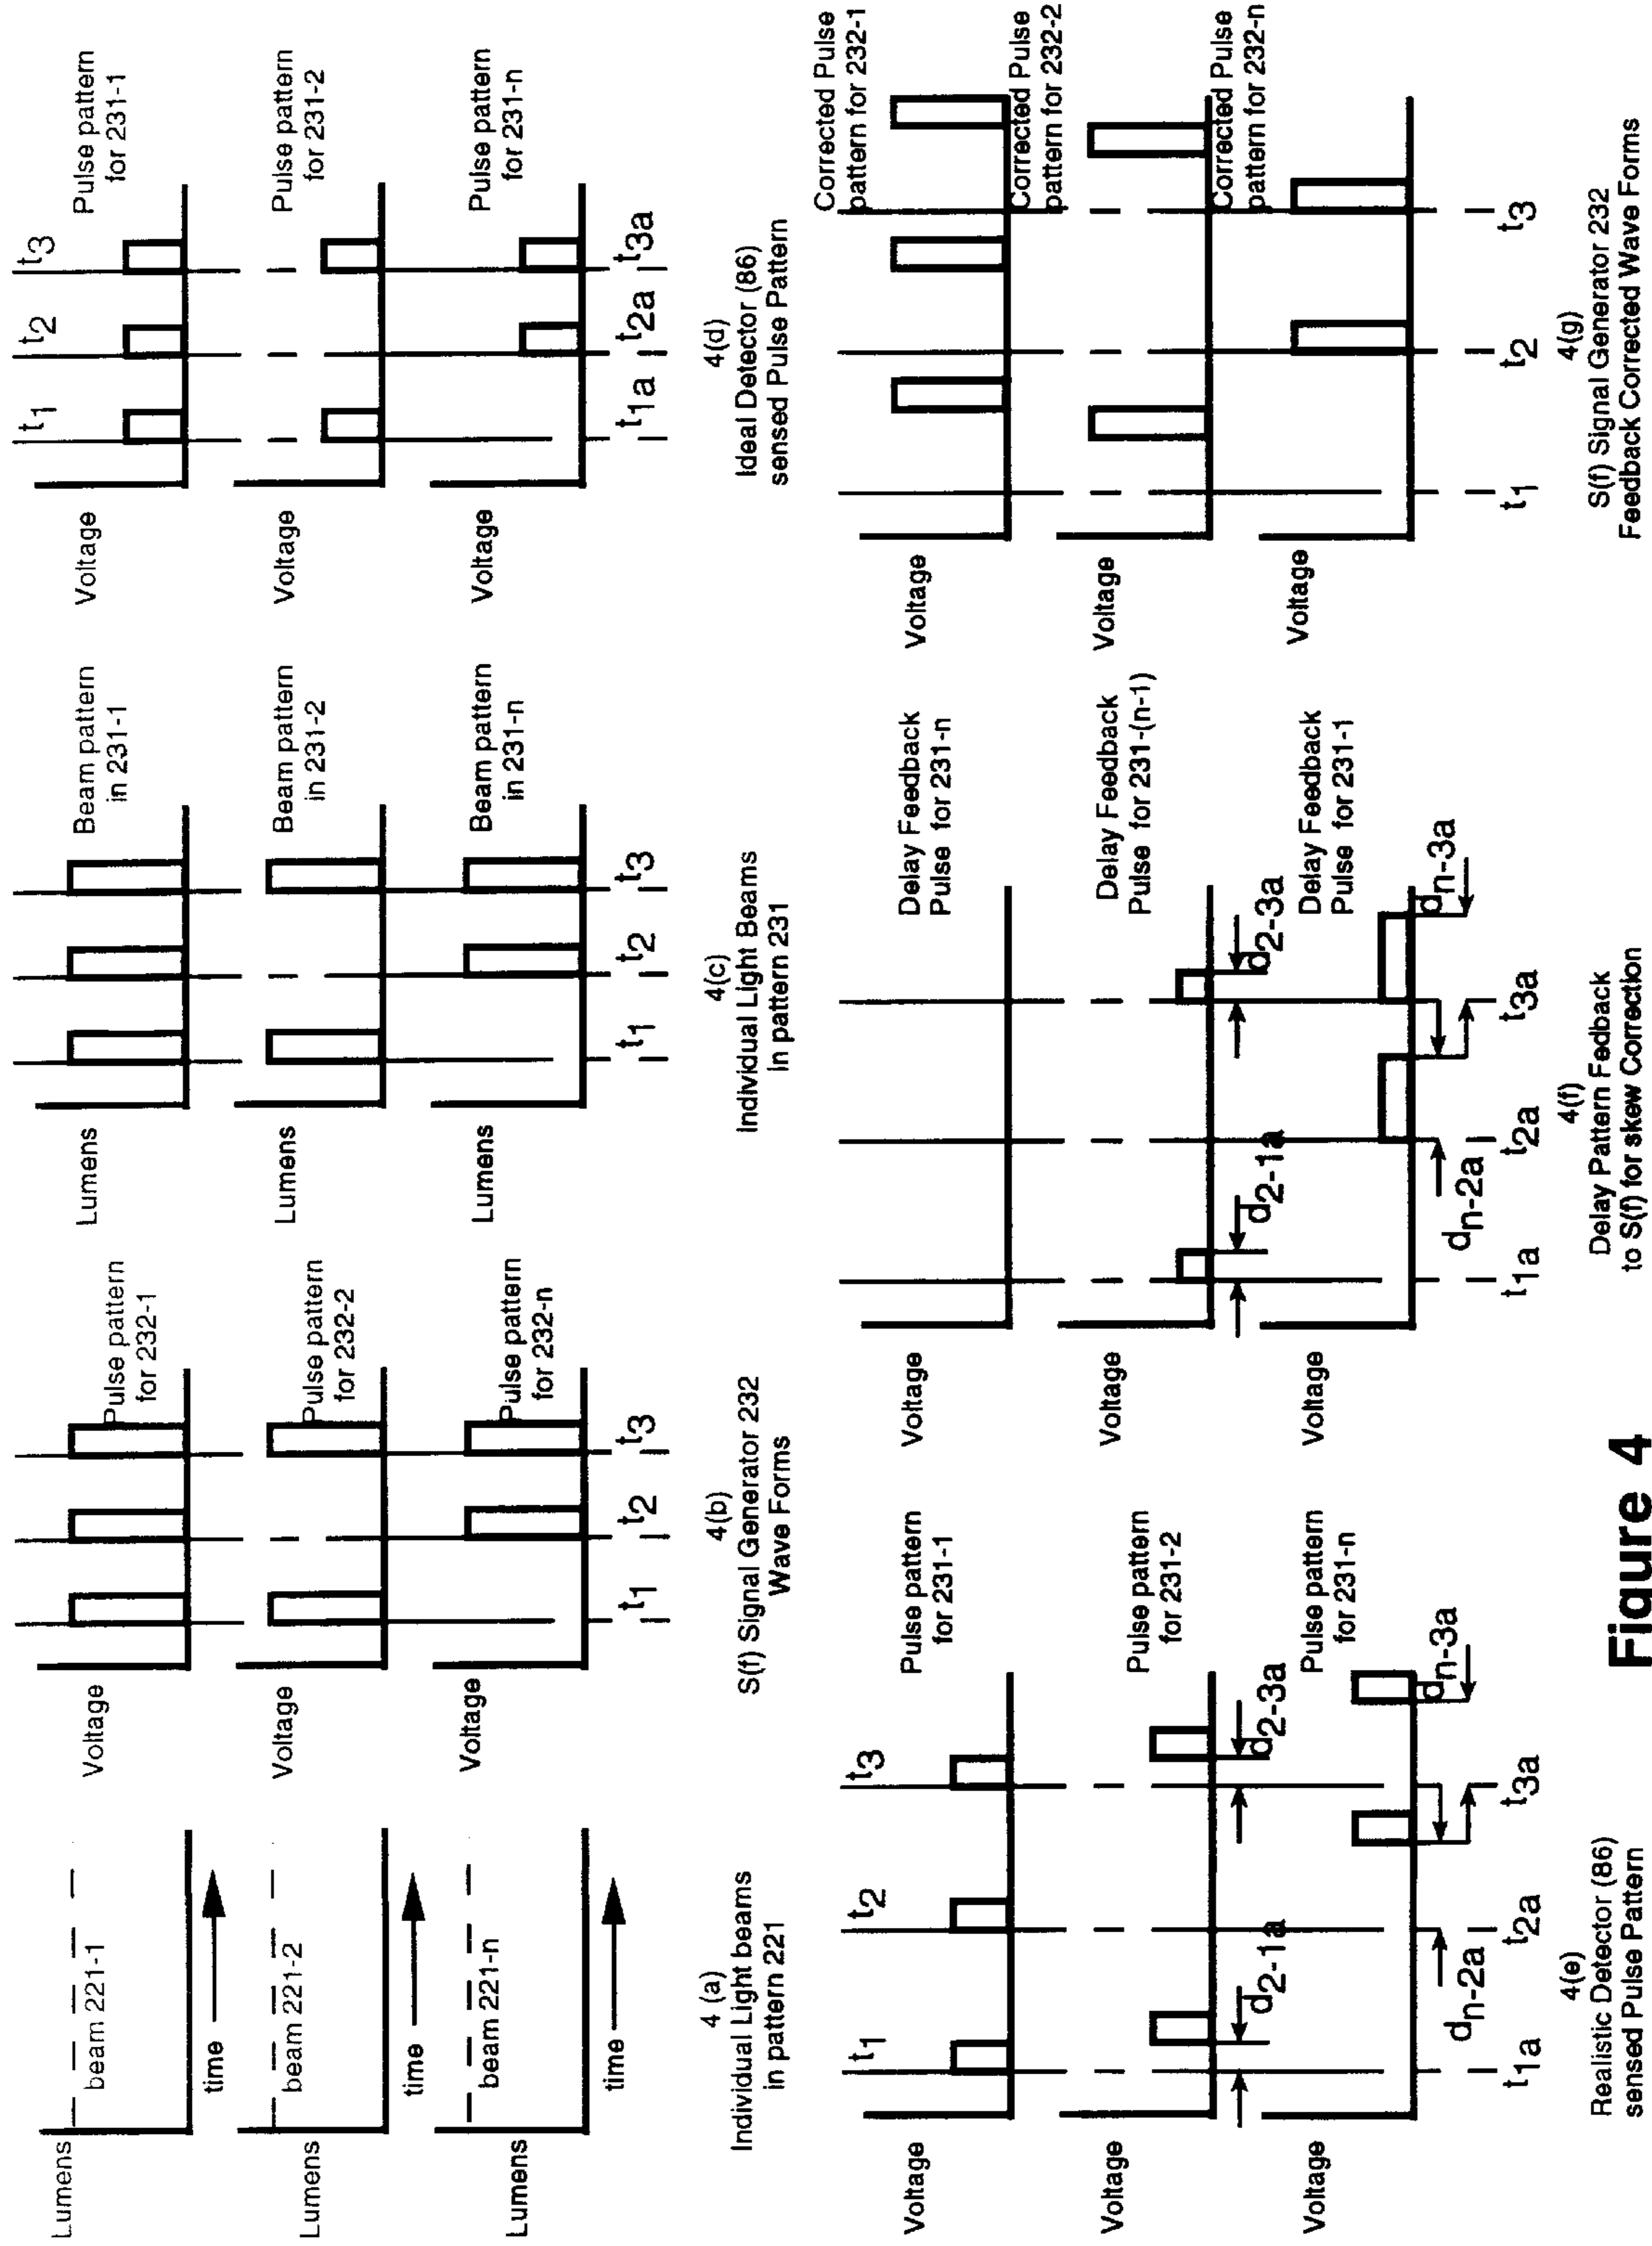 Lumens
beam 221-1
time
Lumens
beam 221-2
time
Lumens
beam 221-n
time
4 (a)
Individual Light beams
in pattern 221
Voltage
Pulse pattern
for 232-1
Voltage
Pulse pattern
for 232-2
Voltage
Pulse pattern
for 232-n
t1
t2
t3
4(b)
S(f) Signal Generator 232
Wave Forms
Lumens
Beam pattern
in 231-1
Lumens
Beam pattern
in 231-2
Lumens
Beam pattern
in 231-n
t1
t2
t3
4(c)
Individual Light Beams
in pattern 231
t1
t2
t3
Voltage
Pulse pattern
for 231-1
Voltage
Pulse pattern
for 231-2
Voltage
Pulse pattern
for 231-n
t1a
t2a
t3a
4(d)
Ideal Detector (86)
sensed Pulse Pattern
t1
t2
t3
Voltage
Pulse pattern
for 231-1
Voltage
Pulse pattern
for 231-2
d2-1a
d2-3a
Voltage
Pulse pattern
for 231-n
dn-2a
dn-3a
t1a
t2a
t3a
4(e)
Realistic Detector (86)
sensed Pulse Pattern
Voltage
Delay Feedback
Pulse for 231-n
Voltage
Delay Feedback
Pulse for 231-(n-1)
d2-1a
d2-3a
Voltage
Delay Feedback
Pulse for 231-1
dn-2a
dn-3a
t1a
t2a
t3a
4(f)
Delay Pattern Fedback
to S(f) for skew Correction
Voltage
Corrected Pulse
pattern for 232-1
Voltage
Corrected Pulse
pattern for 232-2
Voltage
Corrected Pulse
pattern for 232-n
t1
t2
t3
4(g)
S(f) Signal Generator 232
Feedback Corrected Wave Forms
Figure 4